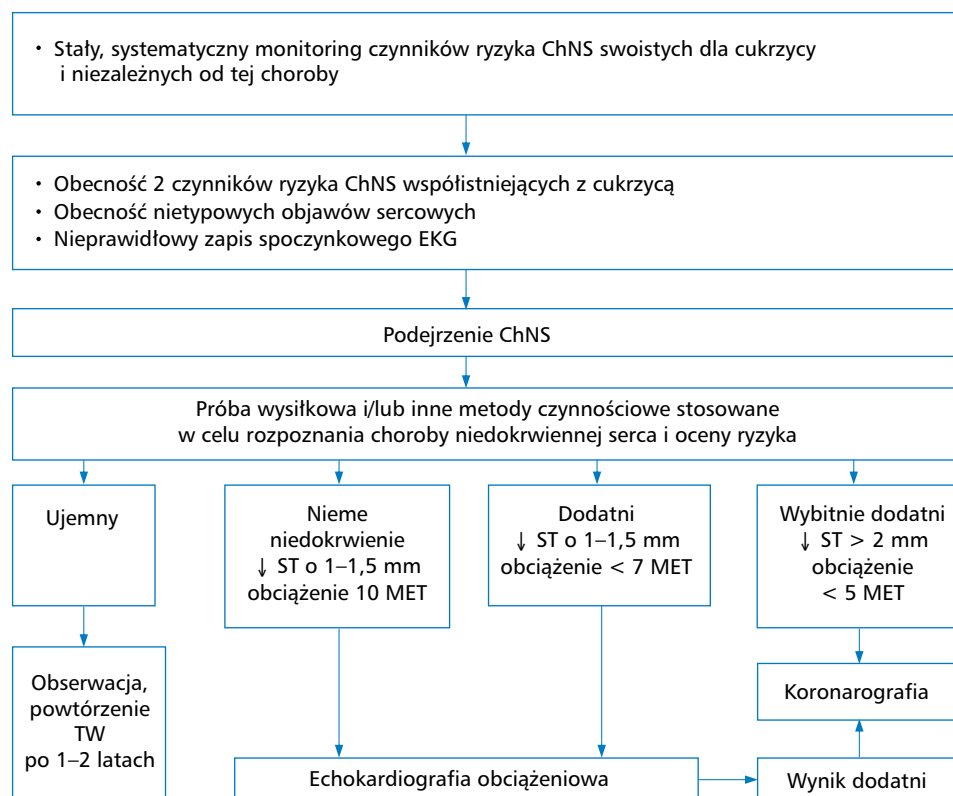 • Stały, systematyczny monitoring czynników ryzyka ChNS swoistych dla cukrzycy
i niezależnych od tej choroby
• Obecność 2 czynników ryzyka ChNS współistniejących z cukrzycą
• Obecność nietypowych objawów sercowych
• Nieprawidłowy zapis spoczynkowego EKG
Podejrzenie ChNS
Próba wysiłkowa i/lub inne metody czynnościowe stosowane
w celu rozpoznania choroby niedokrwiennej serca i oceny ryzyka
Ujemny
Nieme
niedokrwienie
↓ ST o 1–1,5 mm
obciążenie 10 MET
Dodatni
↓ ST o 1–1,5 mm
obciążenie < 7 MET
Wybitnie dodatni
↓ ST > 2 mm
obciążenie
< 5 MET
Obserwacja,
powtórzenie
TW
po 1–2 latach
Koronarografia
Echokardiografia obciążeniowa
Wynik dodatni